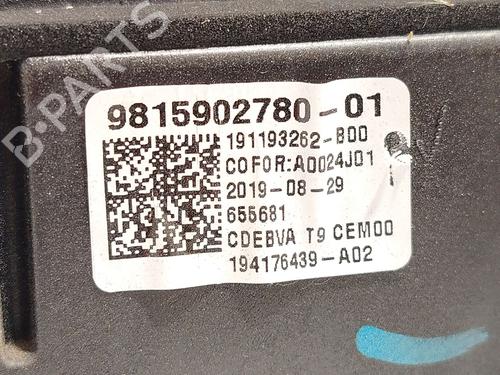 B-PARTS
9815902780-01
191193262-B00
COFOR:A0024J01
2019-08-29
655681
CDEBVA T9 CEM00
194176439-A02